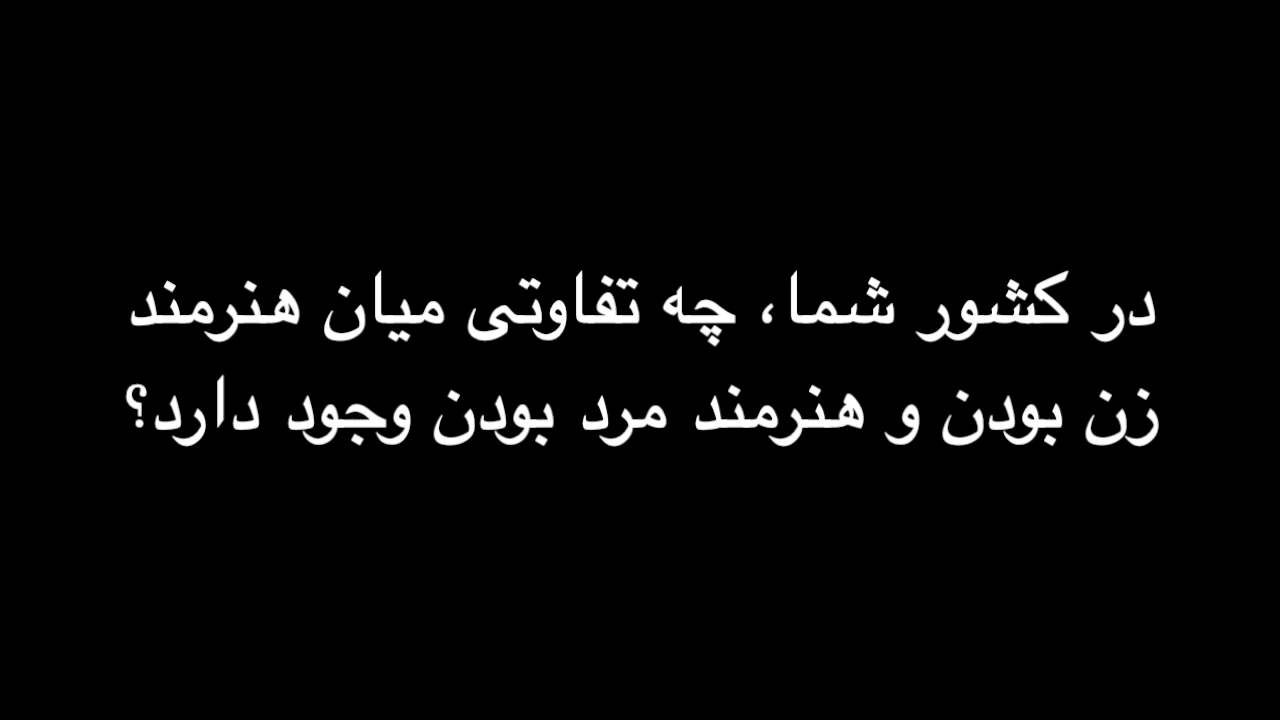 در کشور شما، چه تفاوتی میان هنرمند
زن بودن و هنرمند مرد بودن وجود دارد؟